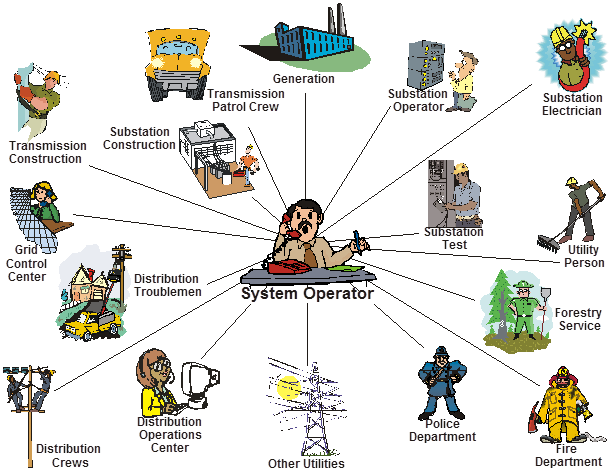 Generation
Transmission
Patrol Crew
Substation
Operator
Substation
Electrician
Transmission
Construction
Substation
Construction
Grid
Control
Center
Substation
Test
Utility
Person
Distribution
Troublemen
System Operator
Forestry
Service
Distribution
Crews
Distribution
Operations
Center
Other Utilities
Police
Department
Fire
Department